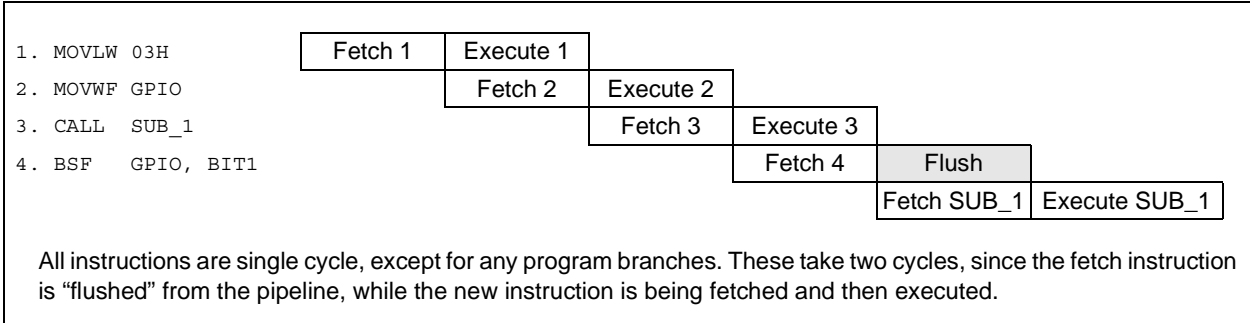 1. MOVLW 03H Fetch 1 Execute 1
2. MOVWF GPIO Fetch 2 Execute 2
3. CALL SUB_1 Fetch 3 Execute 3
4. BSF GPIO, BIT1 Fetch 4 Flush
Fetch SUB_1 Execute SUB_1
All instructions are single cycle, except for any program branches. These take two cycles, since the fetch instruction
is “flushed” from the pipeline, while the new instruction is being fetched and then executed.